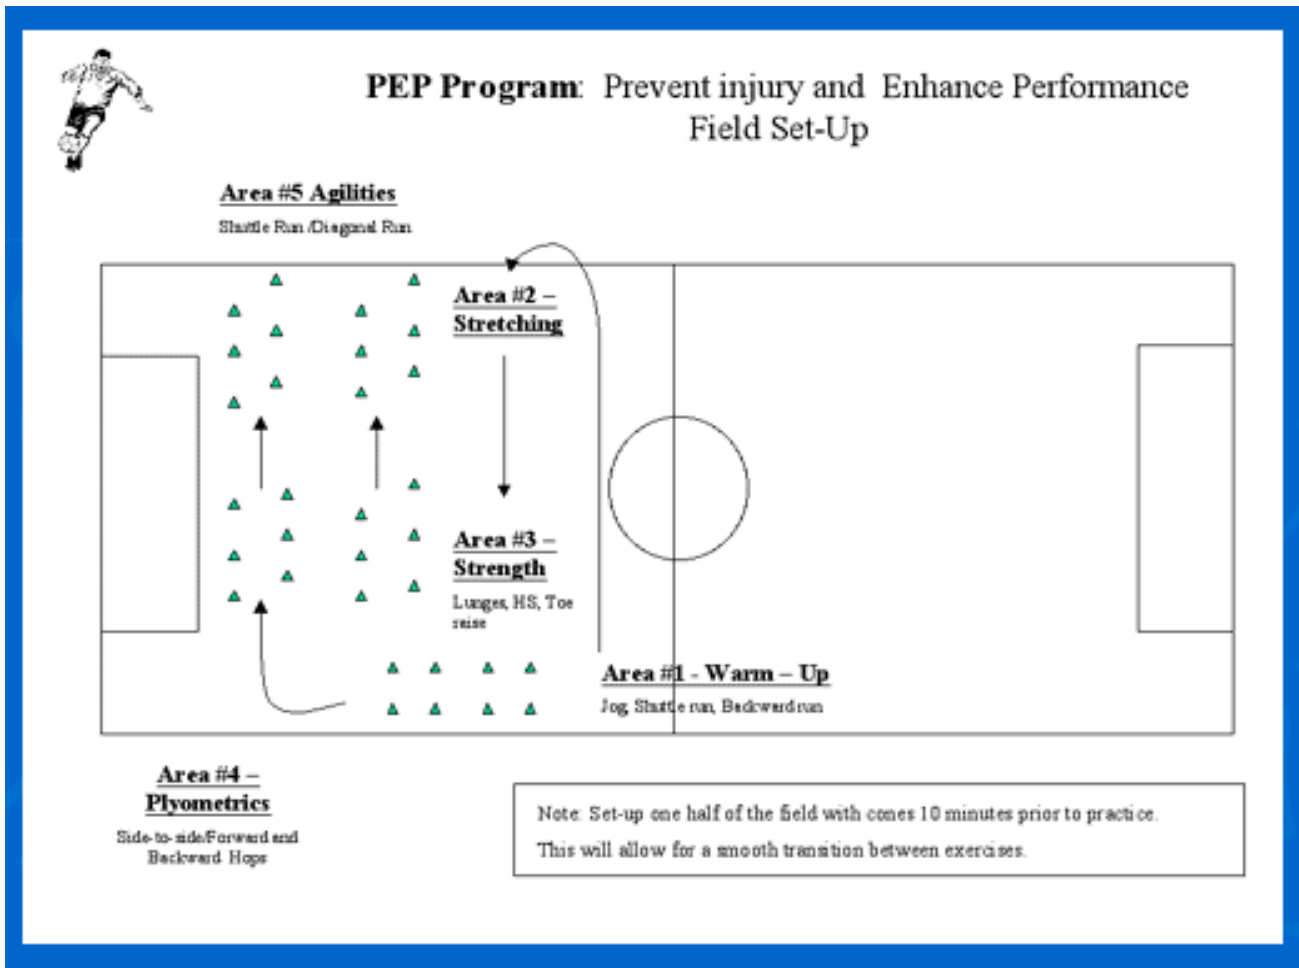 PEP Program: Prevent injury and Enhance Performance
Field Set-Up
Area #5 Agilities
Shuttle Run /Diagonal Run
Area #2 –
Stretching
Area #3 –
Strength
Lunges, HS, Toe
raise
Area #1 - Warm – Up
Jog, Shuttle run, Backward run
Area #4 –
Plyometrics
Side-to-side/Forward and
Backward Hops
Note: Set-up one half of the field with cones 10 minutes prior to practice.
This will allow for a smooth transition between exercises.